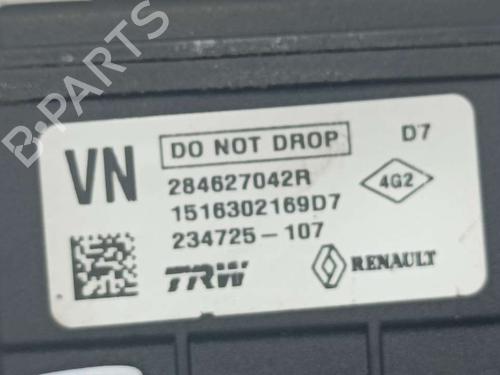 B-PARTS
VN
DO NOT DROP
D7
284627042R
4G2
1516302169D7
234725-107
TRW
RENAULT